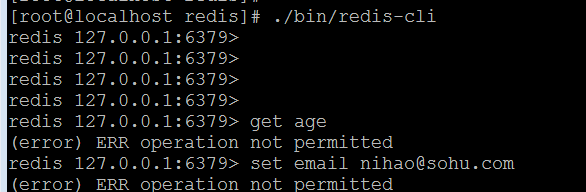 [root@localhost redis]# ./bin/redis-cli
redis 127.0.0.1:6379>
redis 127.0.0.1:6379>
redis 127.0.0.1:6379>
redis 127.0.0.1:6379>
redis 127.0.0.1:6379> get age
(error) ERR operation not permitted
redis 127.0.0.1:6379> set email nihao@sohu.com
(error) ERR operation not permitted